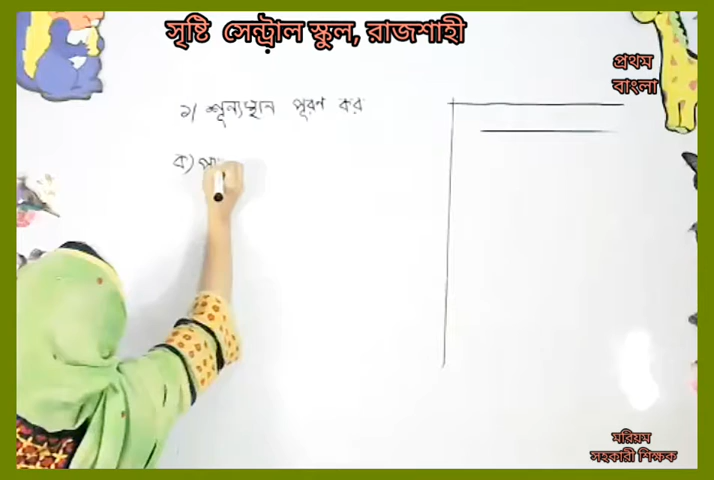 সৃষ্টি সেন্ট্রাল স্কুল, রাজশাহী
প্রথম
বাংলা
১) শূন্যস্থান পূরণ কর
ক)
মরিয়ম
সহকারী শিক্ষক